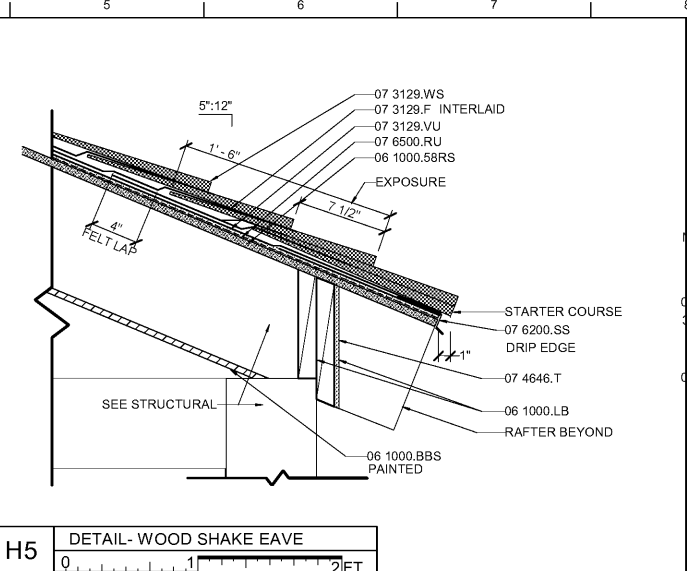 5 6 7 8
5":12"
07 3129.WS
07 3129.F INTERLAID
07 3129.VU
07 6500.RU
06 1000.58RS
EXPOSURE
1' - 6"
7 1/2"
4"
FELT LAP
STARTER COURSE
07 6200.SS
DRIP EDGE
1"
07 4646.T
06 1000.LB
RAFTER BEYOND
SEE STRUCTURAL
06 1000.BBS
PAINTED
H5
DETAIL- WOOD SHAKE EAVE
0 1 2 FT